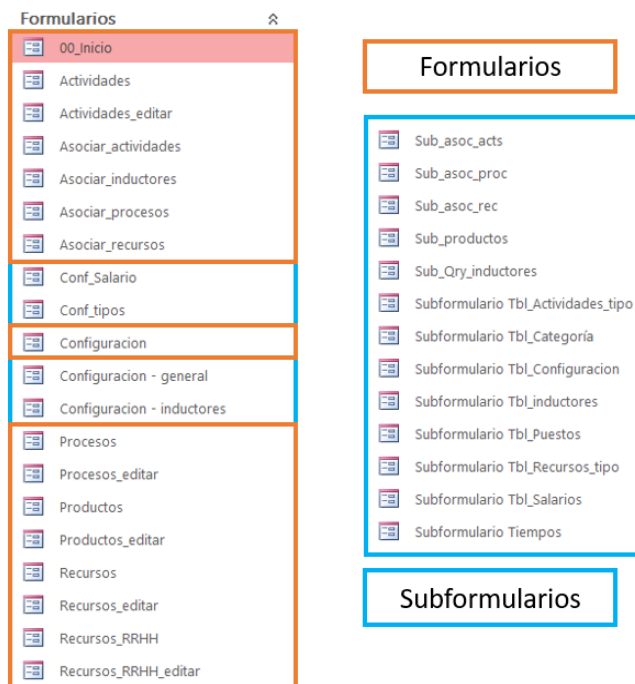 Formularios
00_Inicio
Actividades
Actividades_editar
Asociar_actividades
Asociar_inductores
Asociar_procesos
Asociar_recursos
Conf_Salario
Conf_tipos
Configuracion
Configuracion - general
Configuracion - inductores
Procesos
Procesos_editar
Productos
Productos_editar
Recursos
Recursos_editar
Recursos_RRHH
Recursos_RRHH_editar
Formularios
Sub_asoc_acts
Sub_asoc_proc
Sub_asoc_rec
Sub_productos
Sub_Qry_inductores
Subformulario Tbl_Actividades_tipo
Subformulario Tbl_Categoría
Subformulario Tbl_Configuracion
Subformulario Tbl_inductores
Subformulario Tbl_Puestos
Subformulario Tbl_Recursos_tipo
Subformulario Tbl_Salarios
Subformulario Tiempos
Subformularios